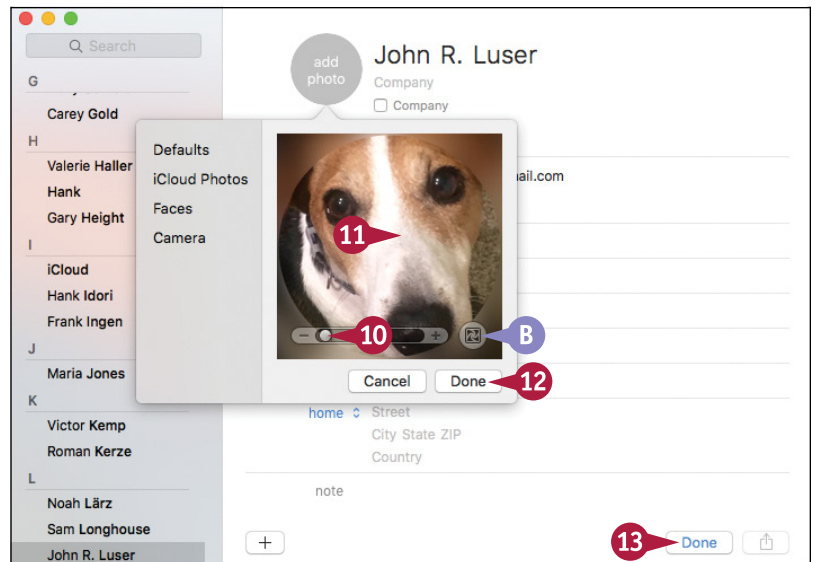 Search
G
Carey Gold
H
Valerie Haller
Hank
Gary Height
I
iCloud
Hank Idori
Frank Ingen
J
Maria Jones
K
Victor Kemp
Roman Kerze
L
Noah Lärz
Sam Longhouse
John R. Luser
add
photo
John R. Luser
Company
Company
ail.com
Defaults
iCloud Photos
Faces
Camera
11
10
B
Cancel
Done
12
home
Street
City State ZIP
Country
note
+
13
Done